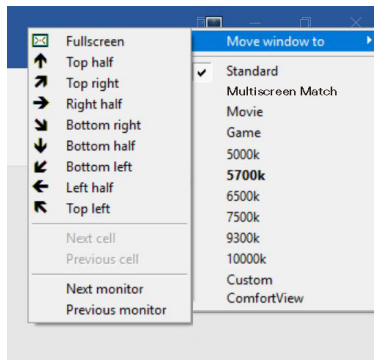 Fullscreen
Top half
Top right
Right half
Bottom right
Bottom half
Bottom left
Left half
Top left
Next cell
Previous cell
Next monitor
Previous monitor
Move window to
Standard
Multiscreen Match
Movie
Game
5000k
5700k
6500k
7500k
9300k
10000k
Custom
ComfortView